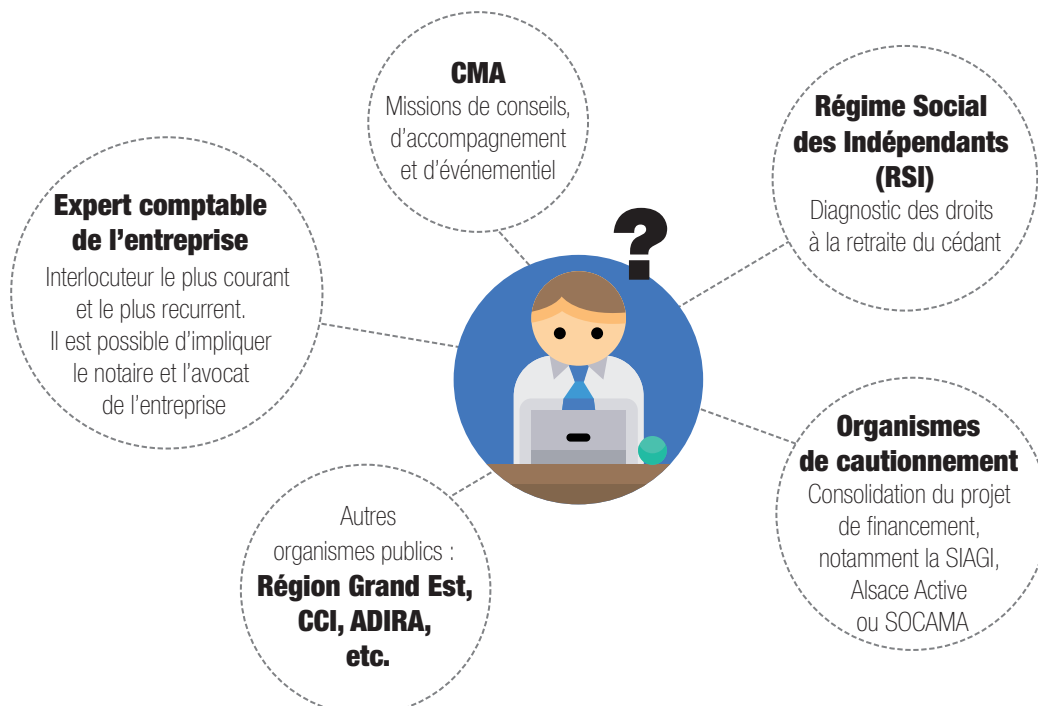 CMA
Missions de conseils,
d'accompagnement
et d'événementiel
Régime Social
des Indépendants
(RSI)
Diagnostic des droits
à la retraite du cédant
Expert comptable
de l'entreprise
Interlocuteur le plus courant
et le plus recurrent.
Il est possible d'impliquer
le notaire et l'avocat
de l'entreprise
?
Organismes
de cautionnement
Consolidation du projet
de financement,
notamment la SIAGI,
Alsace Active
ou SOCAMA
Autres
organismes publics :
Région Grand Est,
CCI, ADIRA,
etc.